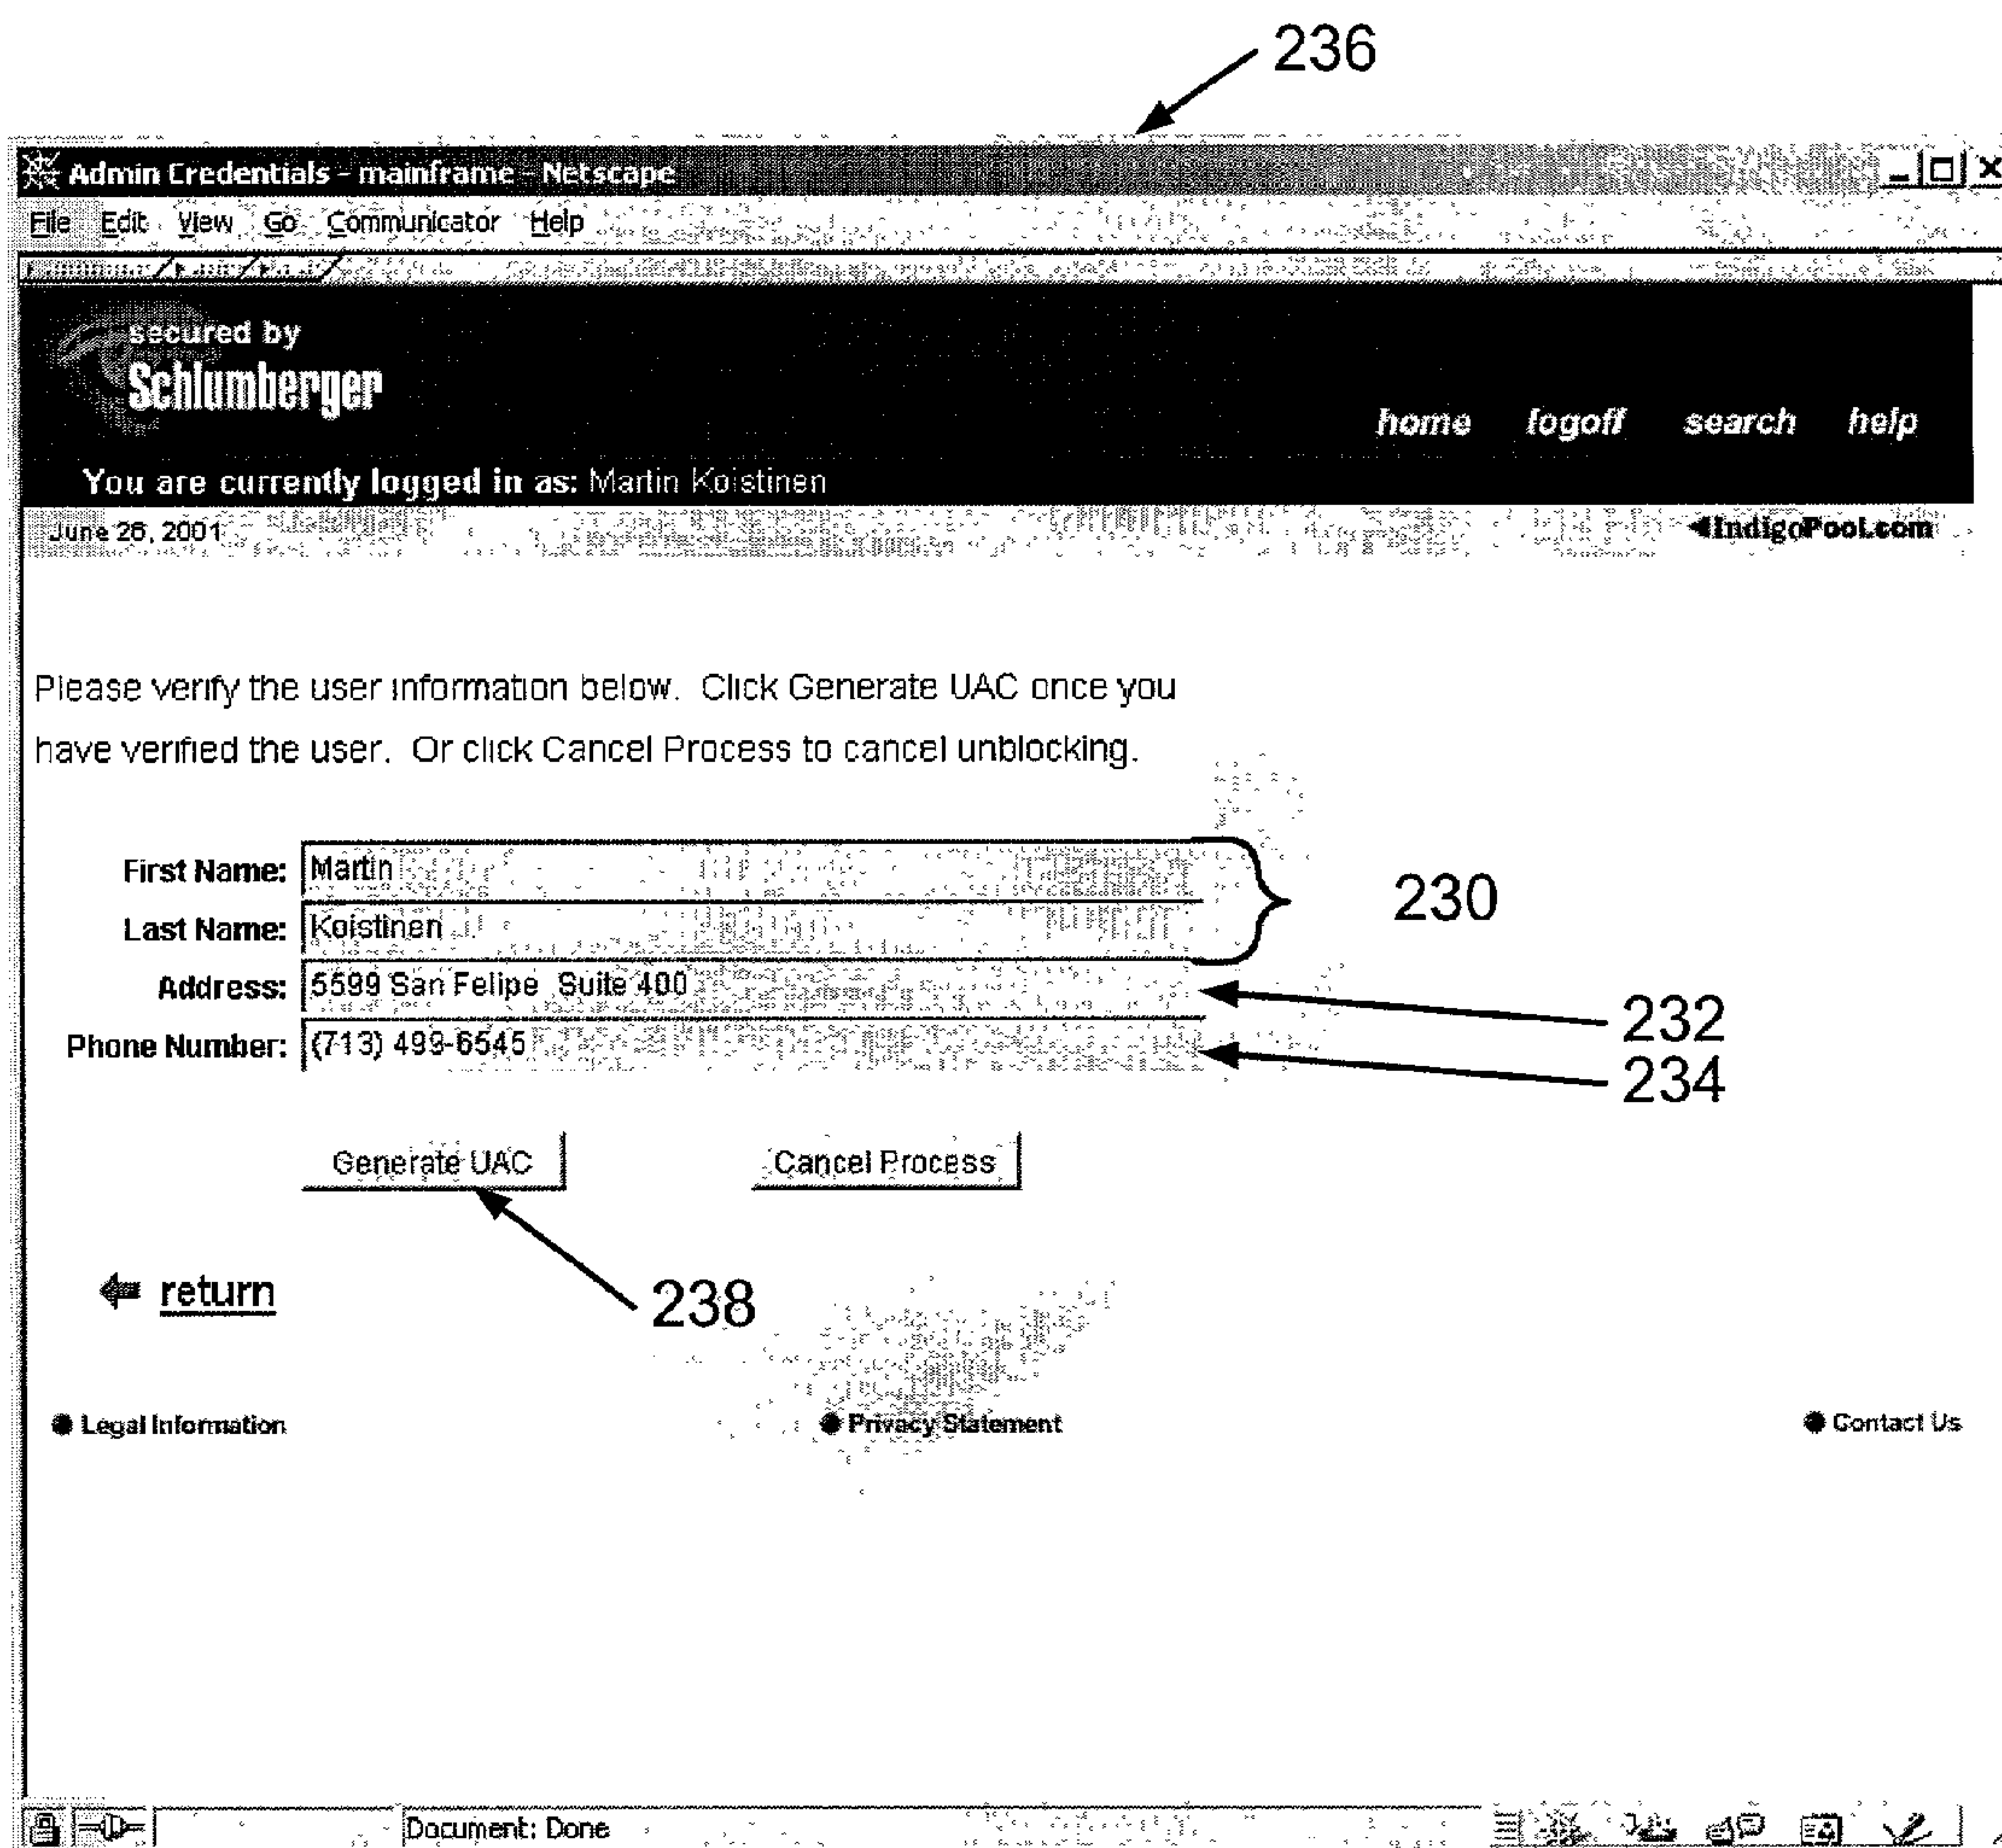 236
Admin Credentials - mainframe - Netscape
File Edit View Go Communicator Help
secured by
Schlumberger
home logoff search help
You are currently logged in as: Martin Koistinen
June 26, 2001
IndigoPool.com
Please verify the user information below. Click Generate UAC once you
have verified the user. Or click Cancel Process to cancel unblocking.
First Name: Martin
Last Name: Koistinen
230
Address: 5599 San Felipe Suite 400
232
Phone Number: (713) 499-6545
234
Generate UAC Cancel Process
return
238
Legal Information Privacy Statement Contact Us
Document: Done